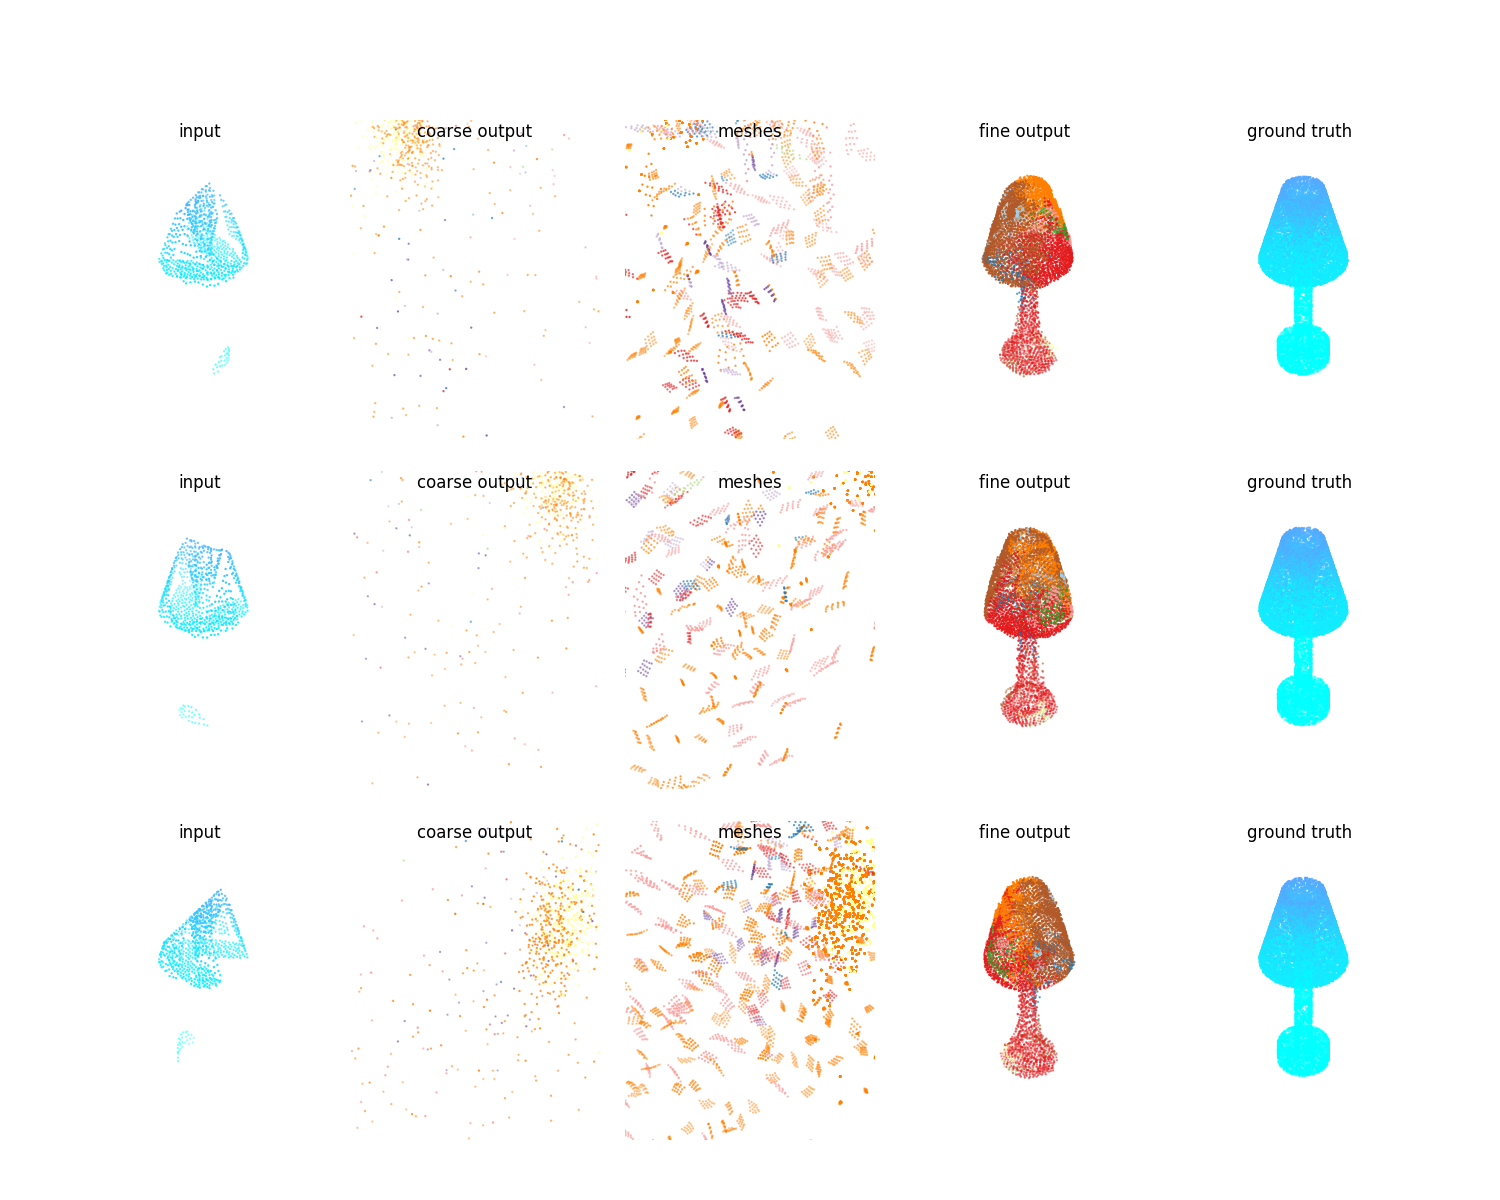 input
coarse output
meshes
fine output
ground truth
input
coarse output
meshes
fine output
ground truth
input
coarse output
meshes
fine output
ground truth